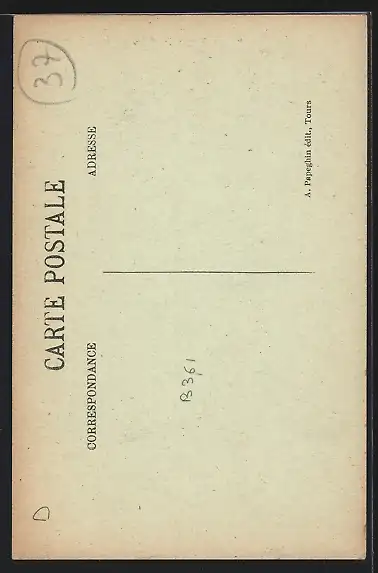 37
CARTE POSTALE
CORRESPONDANCE
ADRESSE
B361
D
A. Papeghin édit., Tours